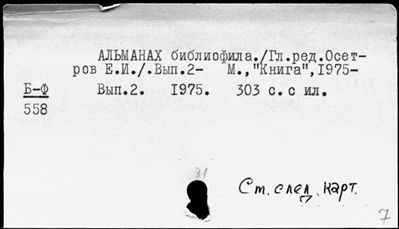 АЛЬМАНАХ библиофила./Гл.ред.Осет-
ров Е.И./.Вып.2- М.,"Книга",1975-
Б-Ф Вып.2. 1975. 303 с. с ил.
558
Ст. след. карт.
7